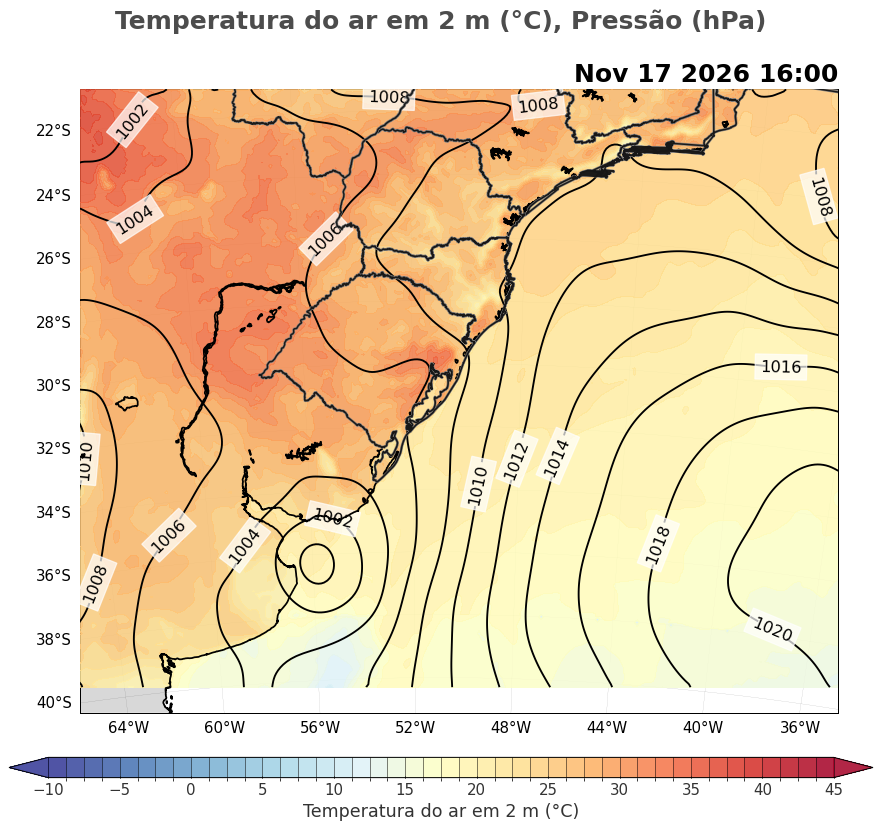 Temperatura do ar em 2 m (°C), Pressão (hPa)
Nov 17 2026 16:00
1002
1008
1008
22°S
24°S
1004
1008
26°S
1006
28°S
30°S
1016
32°S
1010
1010
1012
1014
34°S
1006
1004
1002
1018
36°S
1008
38°S
1020
40°S
64°W 60°W 56°W 52°W 48°W 44°W 40°W 36°W
−10 −5 0 5 10 15 20 25 30 35 40 45
Temperatura do ar em 2 m (°C)